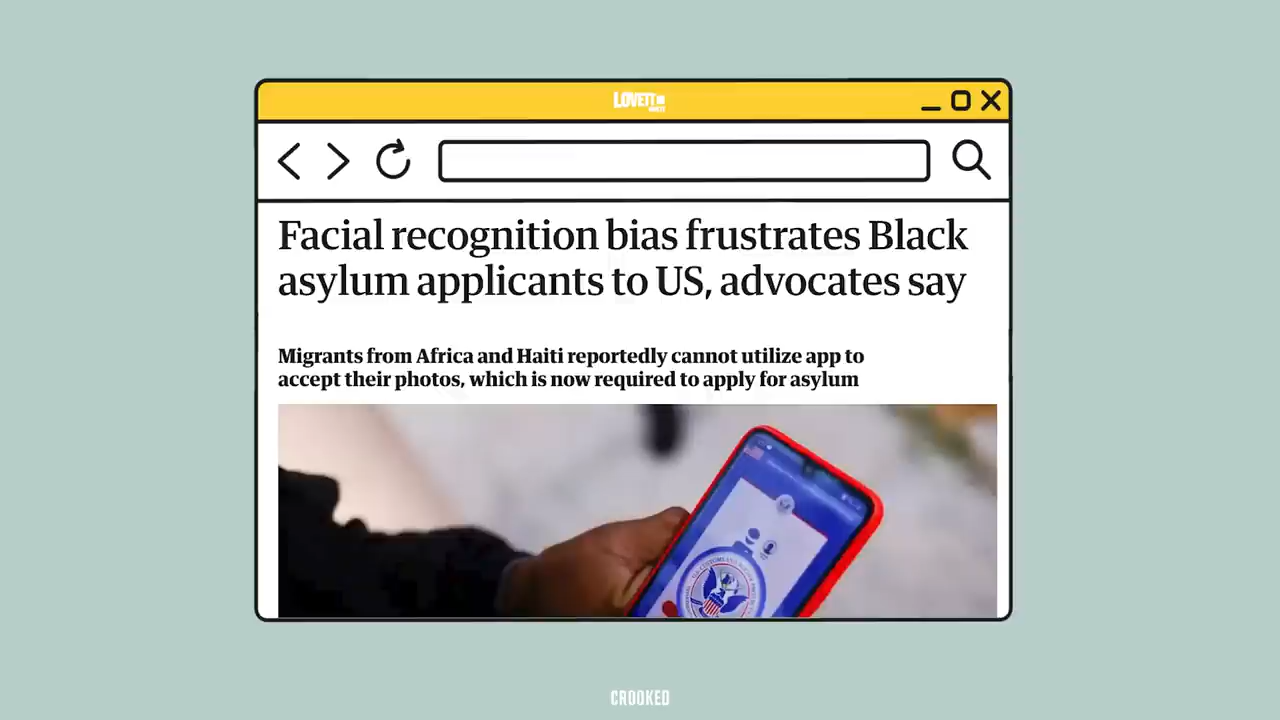 LOVETT
Facial recognition bias frustrates Black
asylum applicants to US, advocates say
Migrants from Africa and Haiti reportedly cannot utilize app to
accept their photos, which is now required to apply for asylum
CROOKED